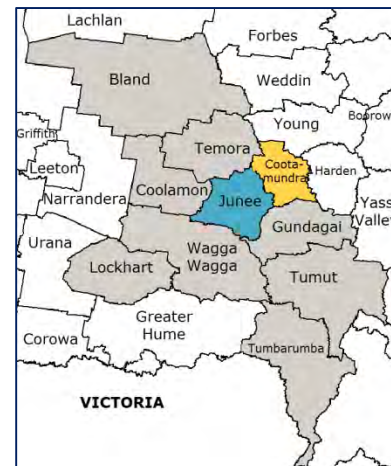 Lachlan
Forbes
Bland
Weddin
Young
Boorow
Griffith
Temora
Coota-
mundra
Harden
Leeton
Coolamon
Junee
Yass
Valley
Narrandera
Gundagai
Urana
Wagga
Wagga
Lockhart
Tumut
Greater
Hume
Corowa
Tumbarumba
VICTORIA